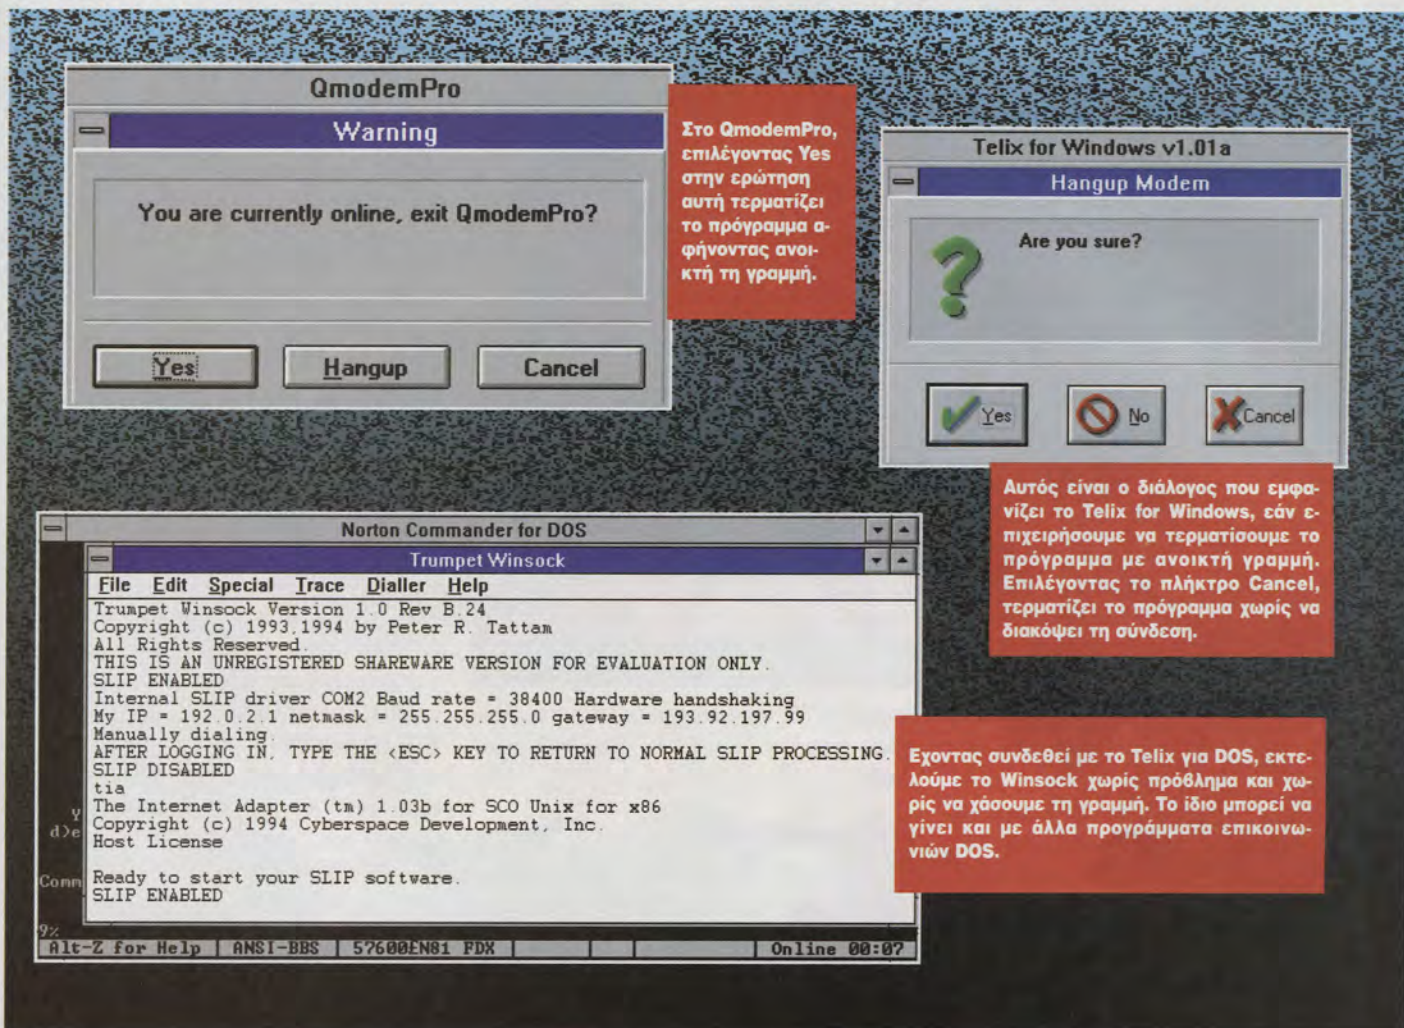 QmodemPro
Warning
You are currently online, exit QmodemPro?
Yes
Hangup
Cancel
Στο QmodemPro,
επιλέγοντας Yes
στην ερώτηση
αυτή τερματίζει
το πρόγραμμα α-
φήνοντας ανοι-
κτή τη γραμμή.
Telix for Windows v1.01a
Hangup Modem
Are you sure?
Yes
No
Cancel
Αυτός είναι ο διάλογος που εμφα-
νίζει το Telix for Windows, εάν ε-
πιχειρήσουμε να τερματίσουμε το
πρόγραμμα με ανοικτή γραμμή.
Επιλέγοντας το πλήκτρο Cancel,
τερματίζει το πρόγραμμα χωρίς να
διακόψει τη σύνδεση.
Norton Commander for DOS
Trumpet Winsock
File Edit Special Trace Dialler Help
Trumpet Winsock Version 1.0 Rev B.24
Copyright (c) 1993,1994 by Peter R. Tattam
All Rights Reserved.
THIS IS AN UNREGISTERED SHAREWARE VERSION FOR EVALUATION ONLY.
SLIP ENABLED
Internal SLIP driver COM2 Baud rate = 38400 Hardware handshaking
My IP = 192.0.2.1 netmask = 255.255.255.0 gateway = 193.92.197.99
Manually dialing.
AFTER LOGGING IN, TYPE THE <ESC> KEY TO RETURN TO NORMAL SLIP PROCESSING.
SLIP DISABLED
tia
The Internet Adapter (tm) 1.03b for SCO Unix for x86
Copyright (c) 1994 Cyberspace Development, Inc.
Host License
Ready to start your SLIP software.
SLIP ENABLED
Y
d>e
Comm
9%
Alt-Z for Help | ANSI-BBS | 57600£N81 FDX | | | | Online 00:07
Εχοντας συνδεθεί με το Telix για DOS, εκτε-
λούμε το Winsock χωρίς πρόβλημα και χω-
ρίς να χάσουμε τη γραμμή. Το ίδιο μπορεί να
γίνει και με άλλα προγράμματα επικοινω-
νιών DOS.